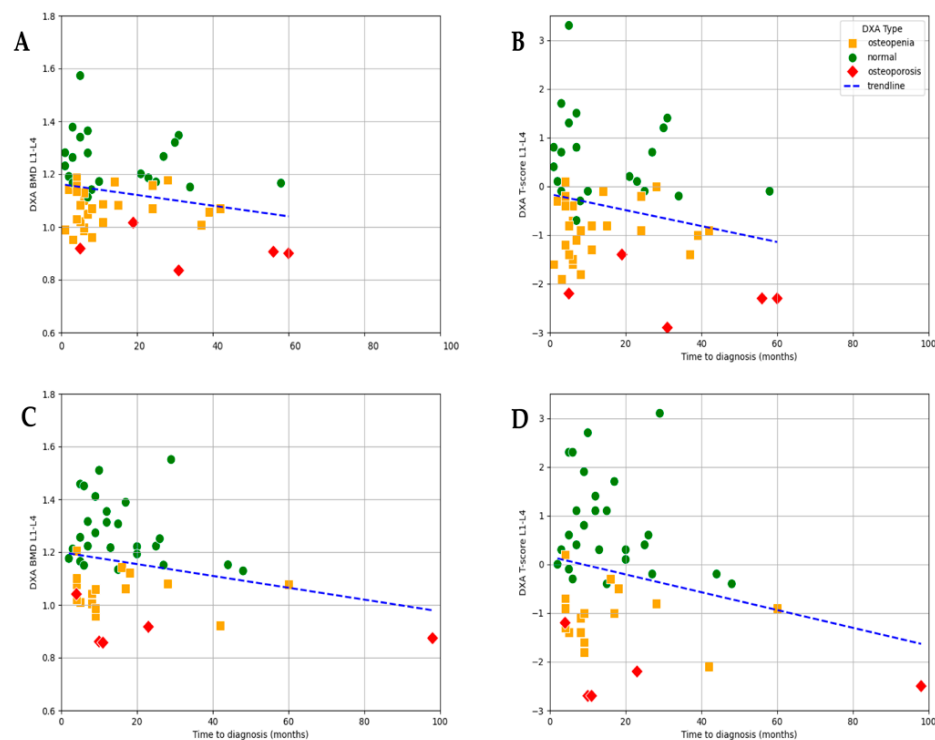 A
1.8
1.6
1.4
1.2
1.0
0.8
0.6
DXA BMD L1-L4
0 20 40 60 80 100
B
3
2
1
0
−1
−2
−3
DXA T-score L1-L4
DXA Type
osteopenia
normal
osteoporosis
trendline
0 20 40 60 80 100
Time to diagnosis (months)
C
1.8
1.6
1.4
1.2
1.0
0.8
0.6
DXA BMD L1-L4
0 20 40 60 80 100
Time to diagnosis (months)
D
3
2
1
0
−1
−2
−3
DXA T-score L1-L4
0 20 40 60 80 100
Time to diagnosis (months)